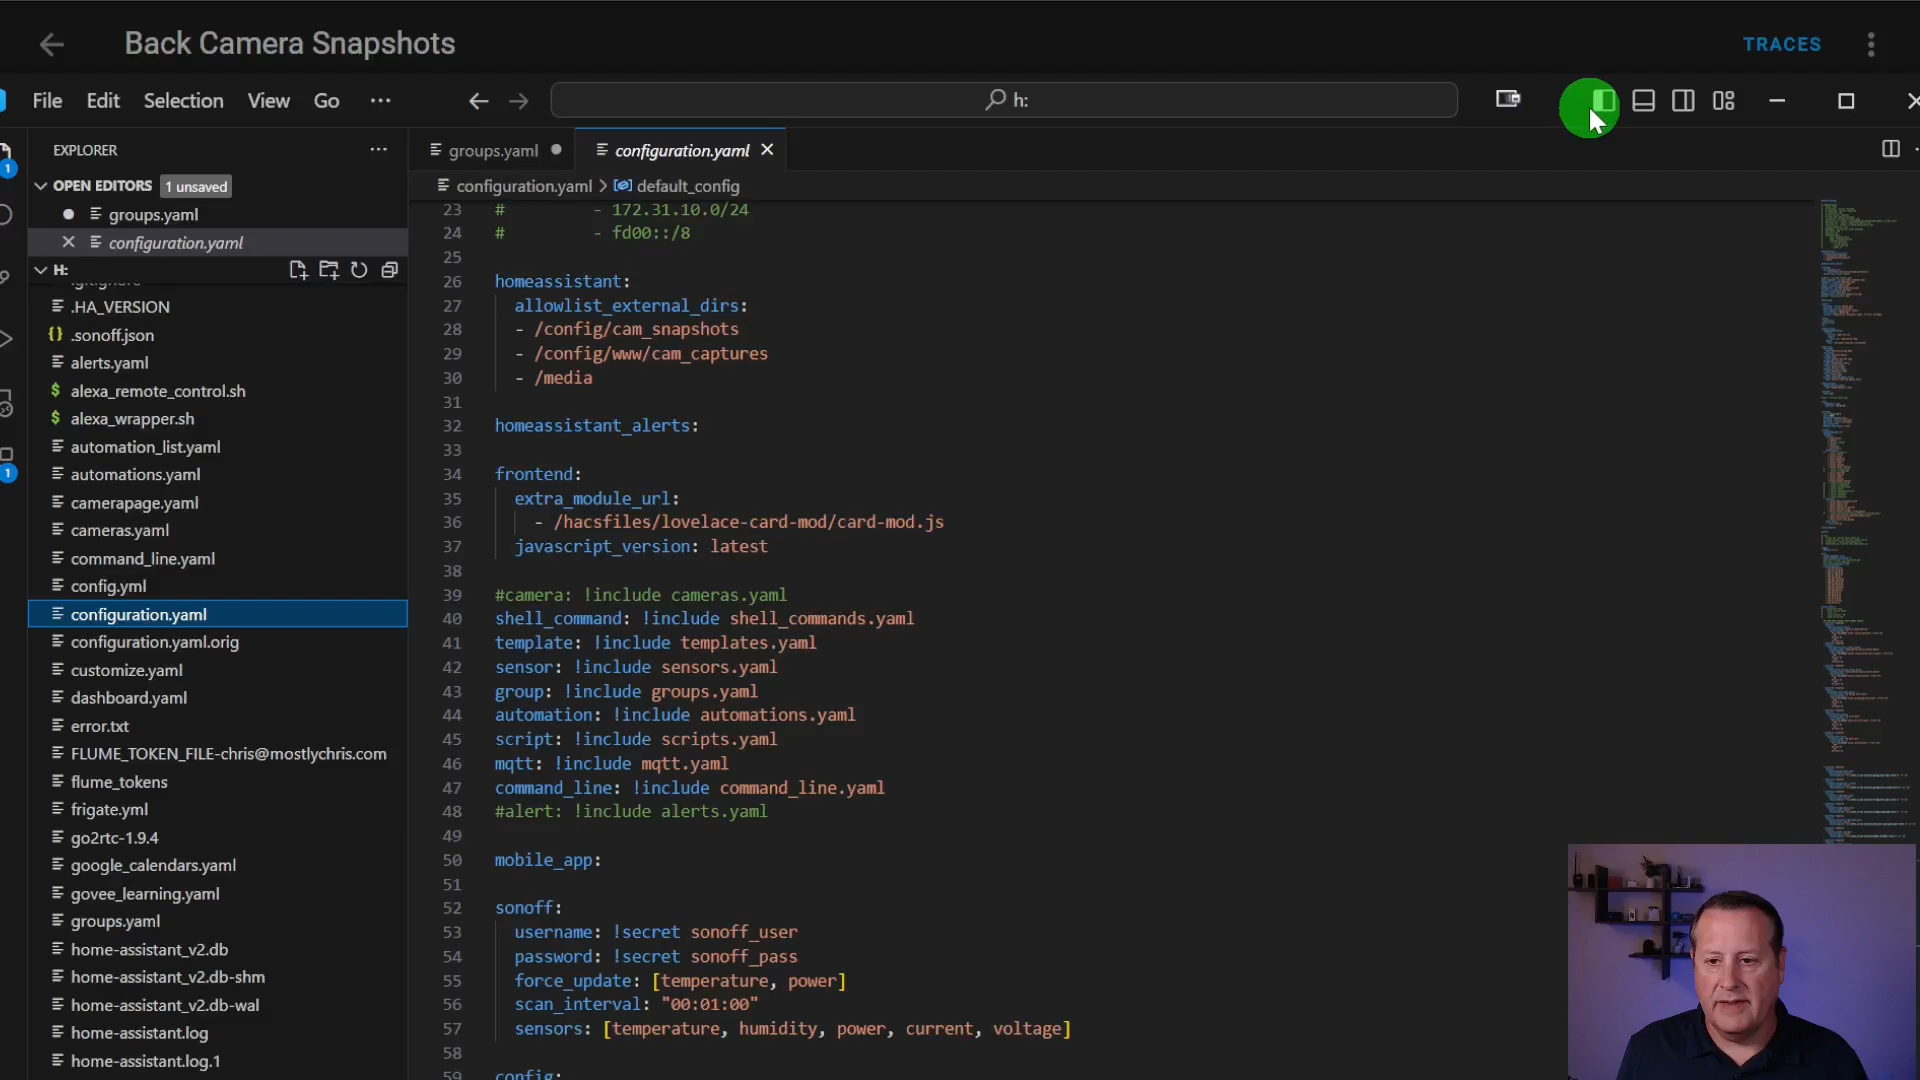 Back Camera Snapshots
TRACES
File Edit Selection View Go ···
h:
EXPLORER ···
groups.yaml
configuration.yaml
OPEN EDITORS 1 unsaved
configuration.yaml > default_config
groups.yaml
configuration.yaml
H:
.gitignore
.HA_VERSION
{} .sonoff.json
alerts.yaml
$ alexa_remote_control.sh
$ alexa_wrapper.sh
automation_list.yaml
automations.yaml
camerapage.yaml
cameras.yaml
command_line.yaml
config.yml
configuration.yaml
configuration.yaml.orig
customize.yaml
dashboard.yaml
error.txt
FLUME_TOKEN_FILE-chris@mostlychris.com
flume_tokens
frigate.yml
go2rtc-1.9.4
google_calendars.yaml
govee_learning.yaml
groups.yaml
home-assistant_v2.db
home-assistant_v2.db-shm
home-assistant_v2.db-wal
home-assistant.log
home-assistant.log.1
1
1
23 # - 172.31.10.0/24
24 # - fd00::/8
25
26 homeassistant:
27 allowlist_external_dirs:
28 - /config/cam_snapshots
29 - /config/www/cam_captures
30 - /media
31
32 homeassistant_alerts:
33
34 frontend:
35 extra_module_url:
36 - /hacsfiles/lovelace-card-mod/card-mod.js
37 javascript_version: latest
38
39 #camera: !include cameras.yaml
40 shell_command: !include shell_commands.yaml
41 template: !include templates.yaml
42 sensor: !include sensors.yaml
43 group: !include groups.yaml
44 automation: !include automations.yaml
45 script: !include scripts.yaml
46 mqtt: !include mqtt.yaml
47 command_line: !include command_line.yaml
48 #alert: !include alerts.yaml
49
50 mobile_app:
51
52 sonoff:
53 username: !secret sonoff_user
54 password: !secret sonoff_pass
55 force_update: [temperature, power]
56 scan_interval: "00:01:00"
57 sensors: [temperature, humidity, power, current, voltage]
58
59 config: